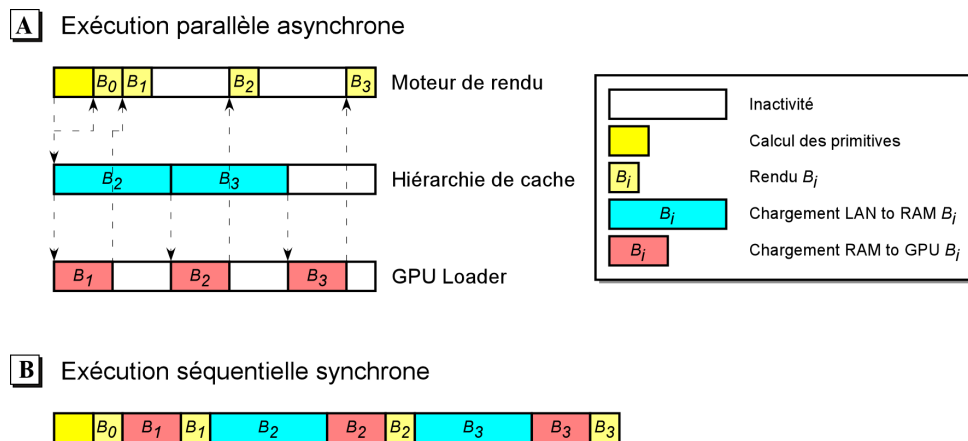 A Exécution parallèle asynchrone
B0 B1 B2 B3 Moteur de rendu
B2 B3 Hiérarchie de cache
B1 B2 B3 GPU Loader
Inactivité
Calcul des primitives
Bi Rendu Bi
Bi Chargement LAN to RAM Bi
Bi Chargement RAM to GPU Bi
B Exécution séquentielle synchrone
B0 B1 B1 B2 B2 B2 B3 B3 B3